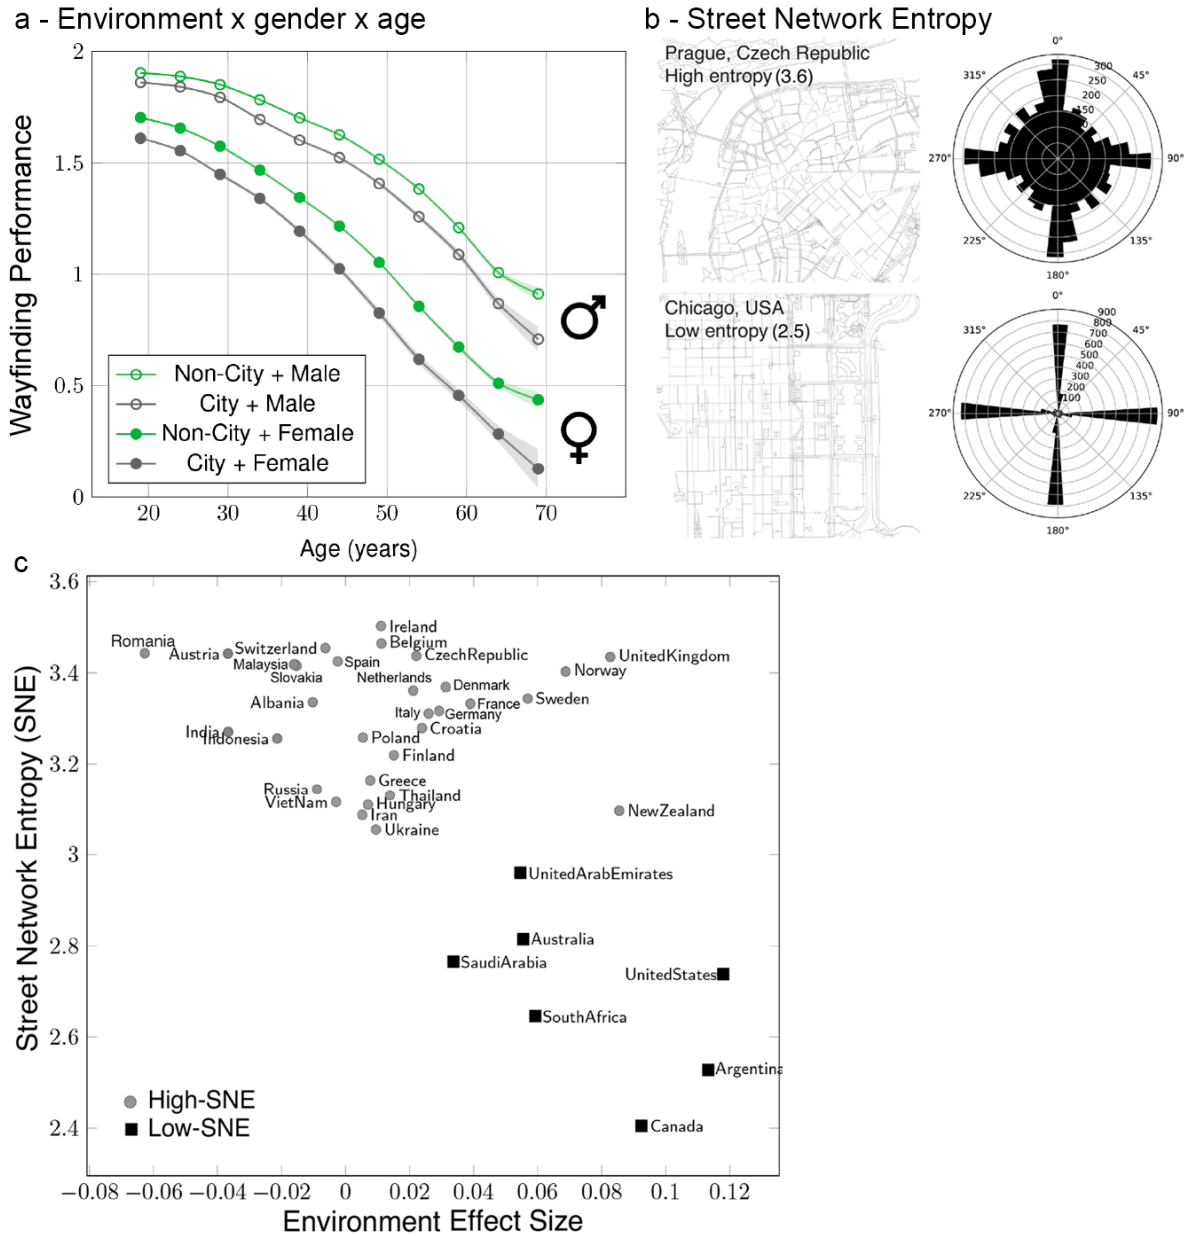 a - Environment x gender x age
2
1.5
1
0.5
0
Wayfinding Performance
Non-City + Male
City + Male
Non-City + Female
City + Female
20 30 40 50 60 70
Age (years)
b - Street Network Entropy
Prague, Czech Republic
High entropy (3.6)
0°
45°
90°
135°
180°
225°
270°
315°
300
250
200
150
Chicago, USA
Low entropy (2.5)
0°
45°
90°
135°
180°
225°
270°
315°
900
800
700
600
500
400
300
200
100
c
3.6
3.4
3.2
3
2.8
2.6
2.4
Street Network Entropy (SNE)
Ireland
Romania
Belgium
Switzerland
Austria
CzechRepublic
UnitedKingdom
Malaysia
Spain
Slovakia
Norway
Netherlands
Denmark
Albania
Sweden
France
Italy
Germany
Croatia
India
Indonesia
Poland
Finland
Greece
Russia
Thailand
VietNam
Hungary
Iran
NewZealand
Ukraine
UnitedArabEmirates
Australia
SaudiArabia
UnitedStates
SouthAfrica
Argentina
Canada
High-SNE
Low-SNE
−0.08 −0.06 −0.04 −0.02 0 0.02 0.04 0.06 0.08 0.1 0.12
Environment Effect Size